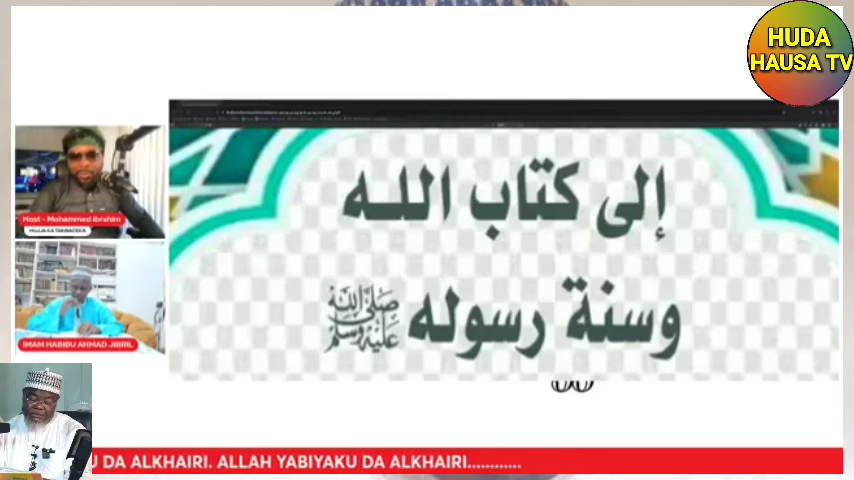 HUDA
HAUSA TV
إلى كتاب الله
وسنة رسوله ﷺ
Host - Mohammed Ibrahim
IMAM HABIBU AHMAD JIBRIL
U DA ALKHAIRI. ALLAH YABIYAKU DA ALKHAIRI............